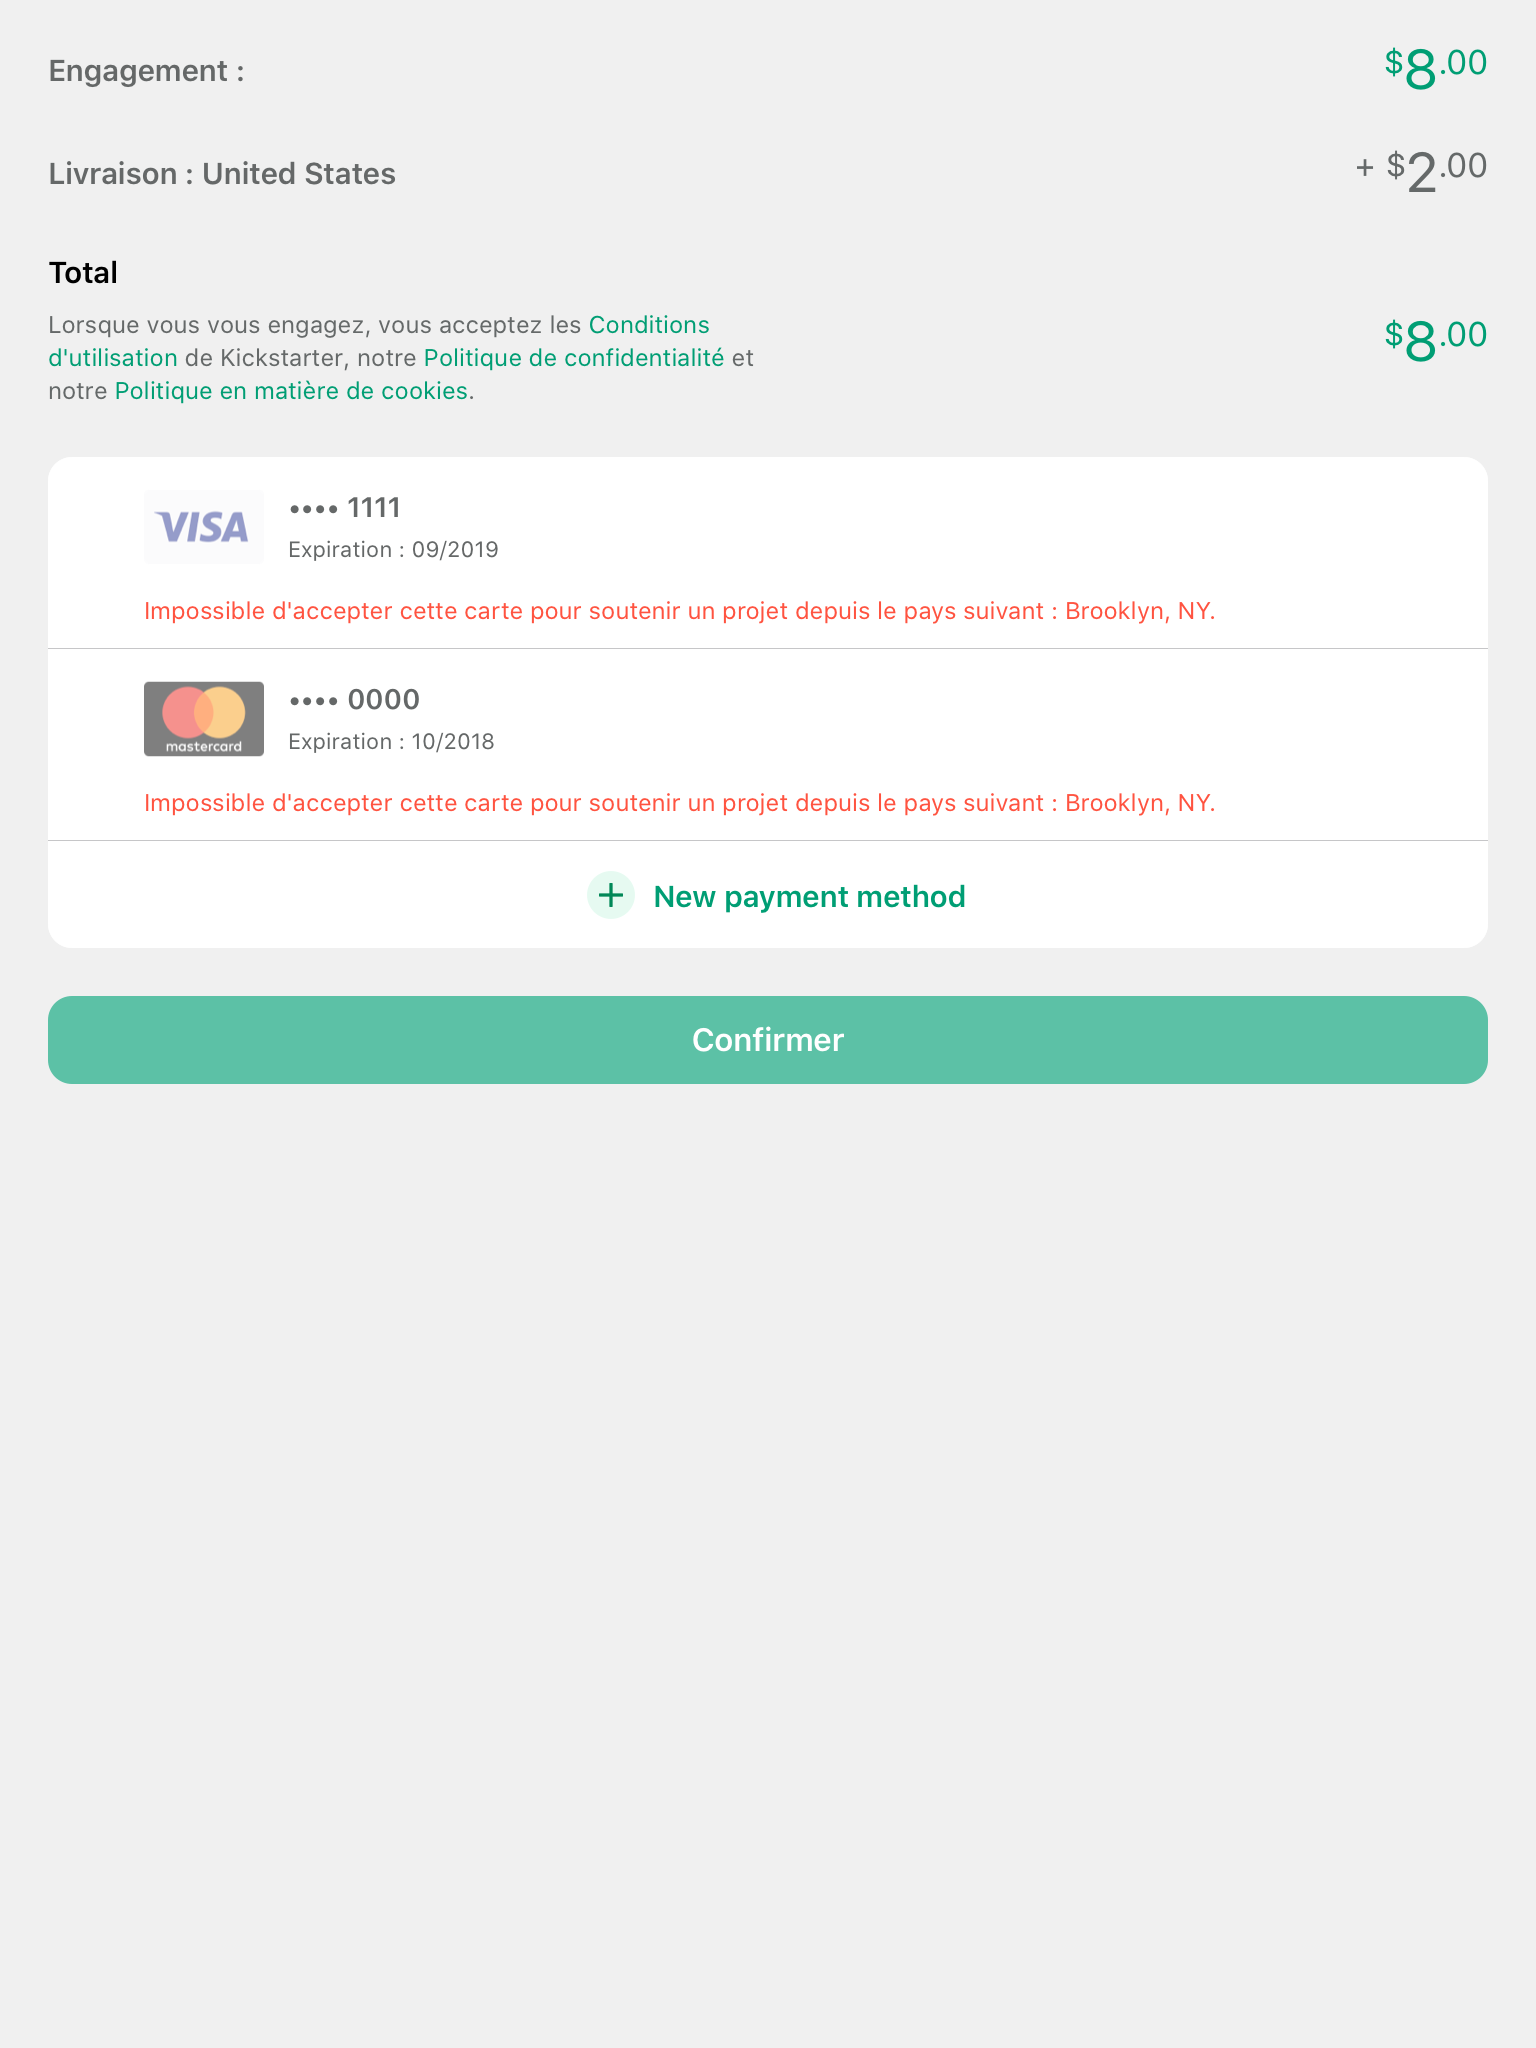 Engagement :
$8.00
Livraison : United States
+ $2.00
Total
Lorsque vous vous engagez, vous acceptez les Conditions
d'utilisation de Kickstarter, notre Politique de confidentialité et
notre Politique en matière de cookies.
$8.00
VISA
•••• 1111
Expiration : 09/2019
Impossible d'accepter cette carte pour soutenir un projet depuis le pays suivant : Brooklyn, NY.
mastercard
•••• 0000
Expiration : 10/2018
Impossible d'accepter cette carte pour soutenir un projet depuis le pays suivant : Brooklyn, NY.
New payment method
Confirmer